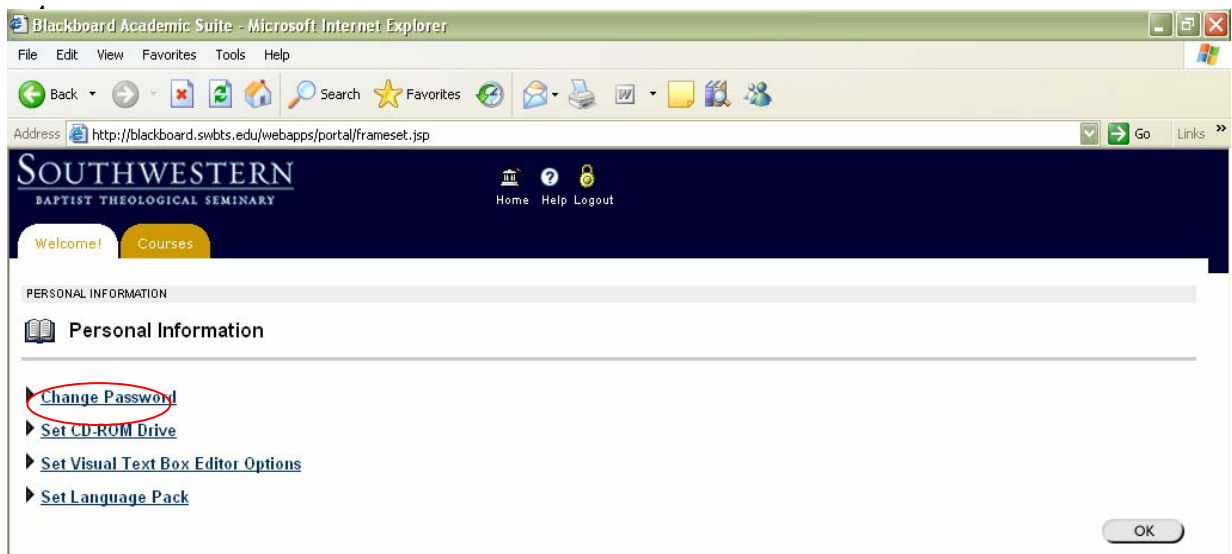 Blackboard Academic Suite - Microsoft Internet Explorer
File Edit View Favorites Tools Help
Back Search Favorites
Address http://blackboard.swbts.edu/webapps/portal/frameset.jsp Go Links »
SOUTHWESTERN
BAPTIST THEOLOGICAL SEMINARY
Home Help Logout
Welcome! Courses
PERSONAL INFORMATION
Personal Information
Change Password
Set CD-ROM Drive
Set Visual Text Box Editor Options
Set Language Pack
OK